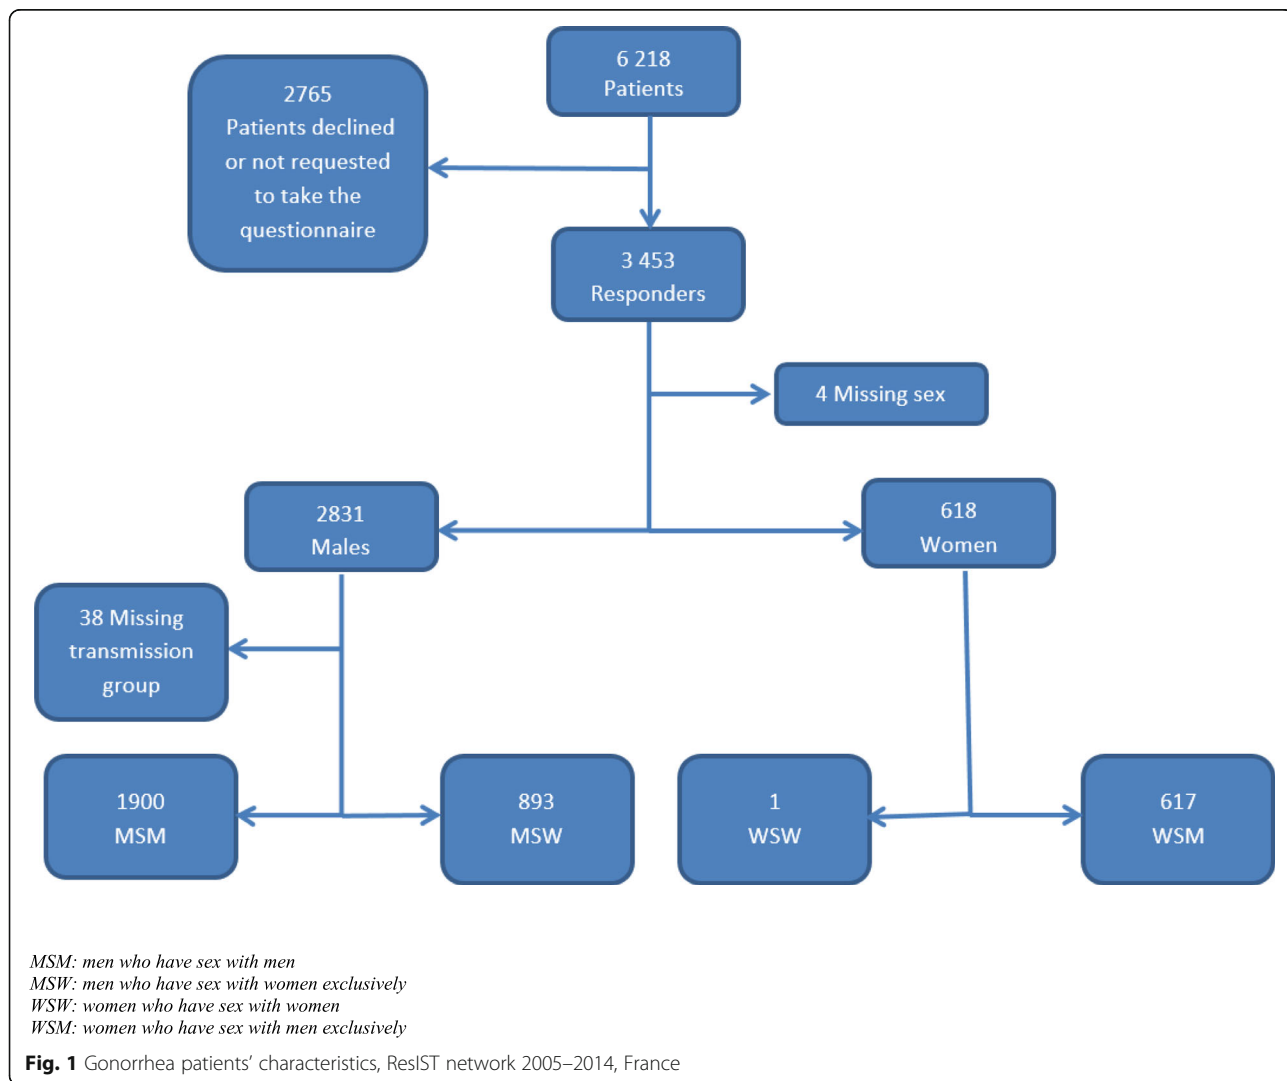 6 218
Patients
2765
Patients declined
or not requested
to take the
questionnaire
3 453
Responders
4 Missing sex
2831
Males
618
Women
38 Missing
transmission
group
1900
MSM
893
MSW
1
WSW
617
WSM
MSM: men who have sex with men
MSW: men who have sex with women exclusively
WSW: women who have sex with women
WSM: women who have sex with men exclusively
Fig. 1 Gonorrhea patients’ characteristics, ResIST network 2005–2014, France